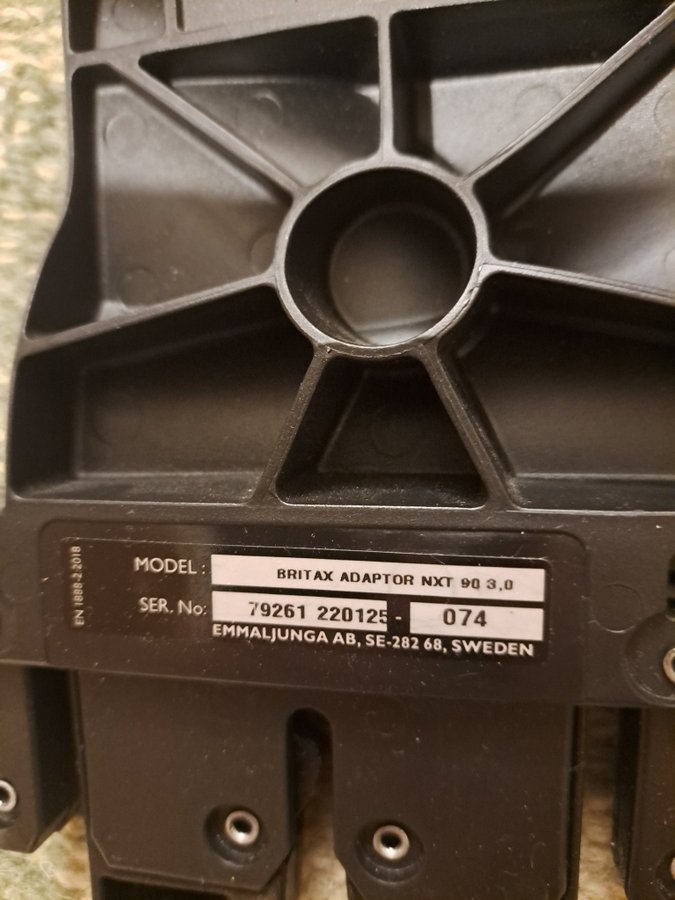 EN 1888-2:2018
MODEL: BRITAX ADAPTOR NXT 90 3,0
SER. No: 79261 220125 - 074
EMMALJUNGA AB, SE-282 68, SWEDEN